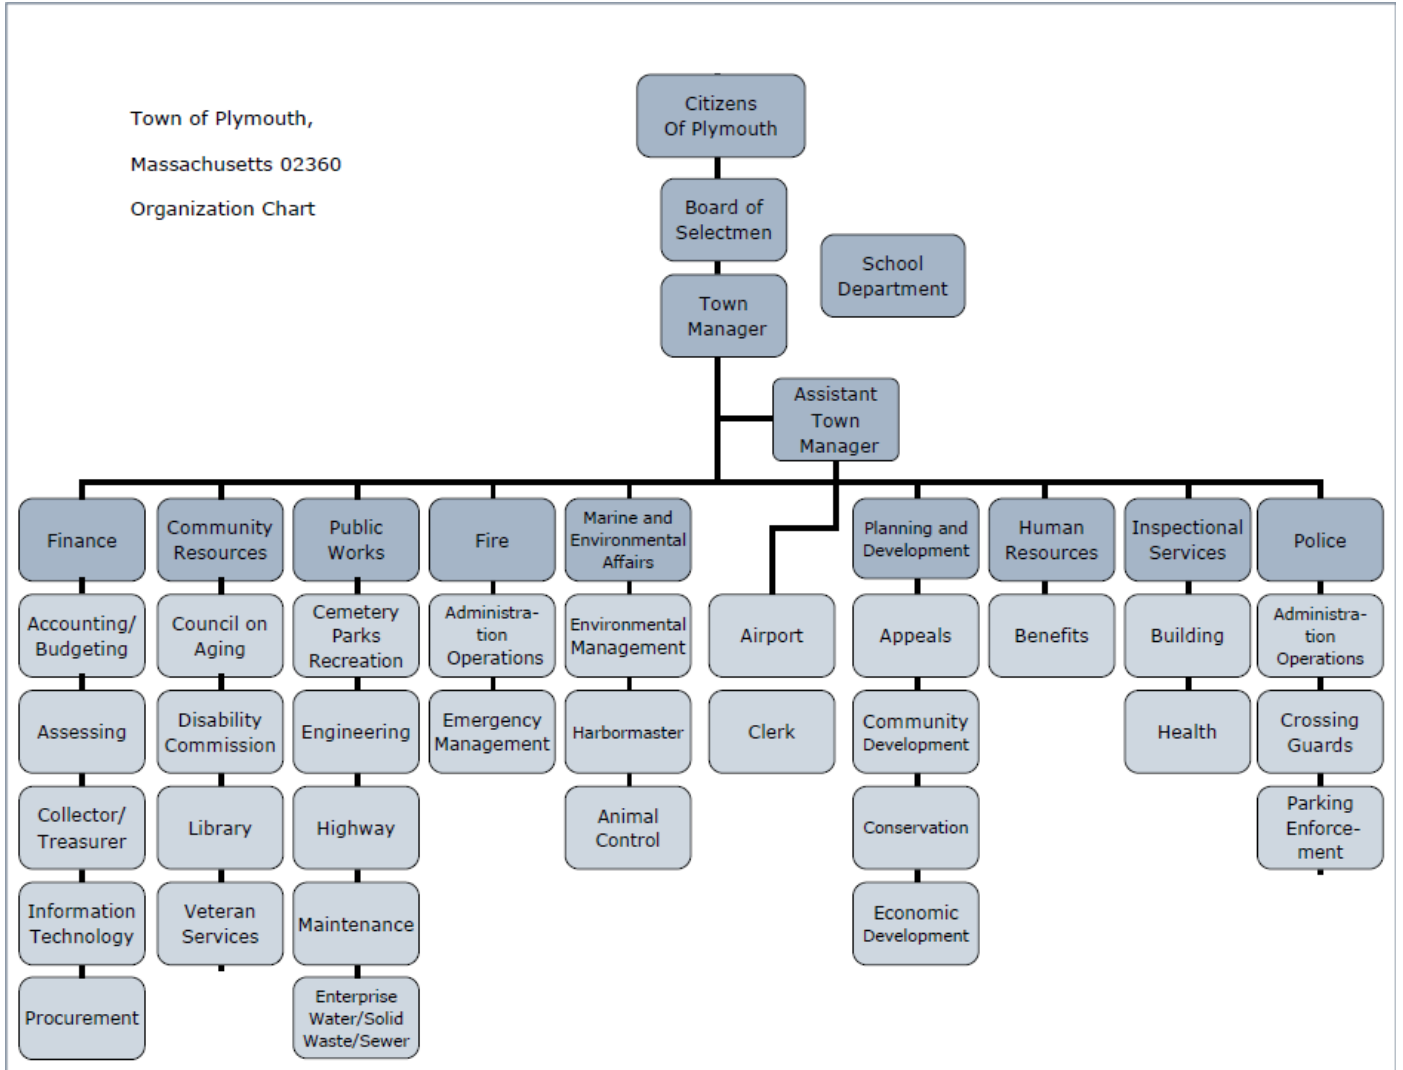 Town of Plymouth,
Massachusetts 02360
Organization Chart
Citizens
Of Plymouth
Board of
Selectmen
School
Department
Town
Manager
Assistant
Town
Manager
Finance
Accounting/
Budgeting
Assessing
Collector/
Treasurer
Information
Technology
Procurement
Community
Resources
Council on
Aging
Disability
Commission
Library
Veteran
Services
Public
Works
Cemetery
Parks
Recreation
Engineering
Highway
Maintenance
Enterprise
Water/Solid
Waste/Sewer
Fire
Administra-
tion
Operations
Emergency
Management
Marine and
Environmental
Affairs
Environmental
Management
Harbormaster
Animal
Control
Airport
Clerk
Planning and
Development
Appeals
Community
Development
Conservation
Economic
Development
Human
Resources
Benefits
Inspectional
Services
Building
Health
Police
Administra-
tion
Operations
Crossing
Guards
Parking
Enforce-
ment